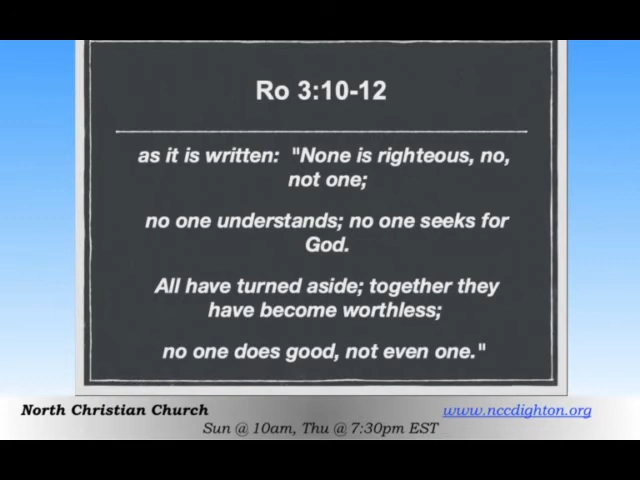 Ro 3:10-12
as it is written:  "None is righteous, no,
not one;
no one understands; no one seeks for
God.
All have turned aside; together they
have become worthless;
no one does good, not even one."
North Christian Church
www.nccdighton.org
Sun @ 10am, Thu @ 7:30pm EST